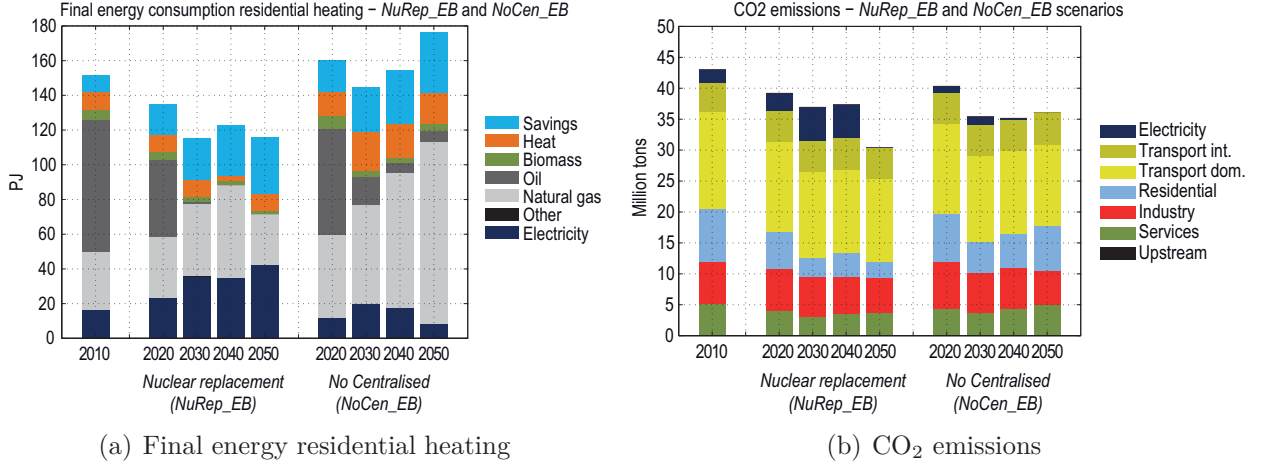 Final energy consumption residential heating − NuRep_EB and NoCen_EB
180
160
140
120
100
80
60
40
20
0
PJ
2010 2020 2030 2040 2050 2020 2030 2040 2050
Nuclear replacement
(NuRep_EB)
No Centralised
(NoCen_EB)
Savings
Heat
Biomass
Oil
Natural gas
Other
Electricity
(a) Final energy residential heating
CO2 emissions − NuRep_EB and NoCen_EB scenarios
50
45
40
35
30
25
20
15
10
5
0
Million tons
2010 2020 2030 2040 2050 2020 2030 2040 2050
Nuclear replacement
(NuRep_EB)
No Centralised
(NoCen_EB)
Electricity
Transport int.
Transport dom.
Residential
Industry
Services
Upstream
(b) CO₂ emissions